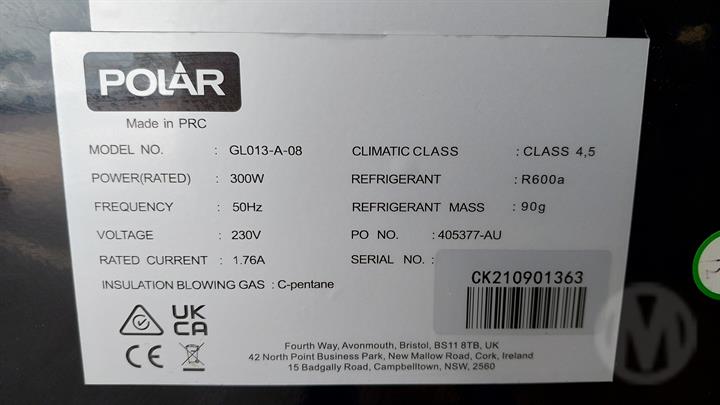 POLAR
Made in PRC
MODEL NO. : GL013-A-08
POWER(RATED) : 300W
FREQUENCY : 50Hz
VOLTAGE : 230V
RATED CURRENT : 1.76A
INSULATION BLOWING GAS : C-pentane
CLIMATIC CLASS : CLASS 4,5
REFRIGERANT : R600a
REFRIGERANT MASS : 90g
PO NO. : 405377-AU
SERIAL NO. :
CK210901363
UK
CA
CE
Fourth Way, Avonmouth, Bristol, BS11 8TB, UK
42 North Point Business Park, New Mallow Road, Cork, Ireland
15 Badgally Road, Campbelltown, NSW, 2560
M